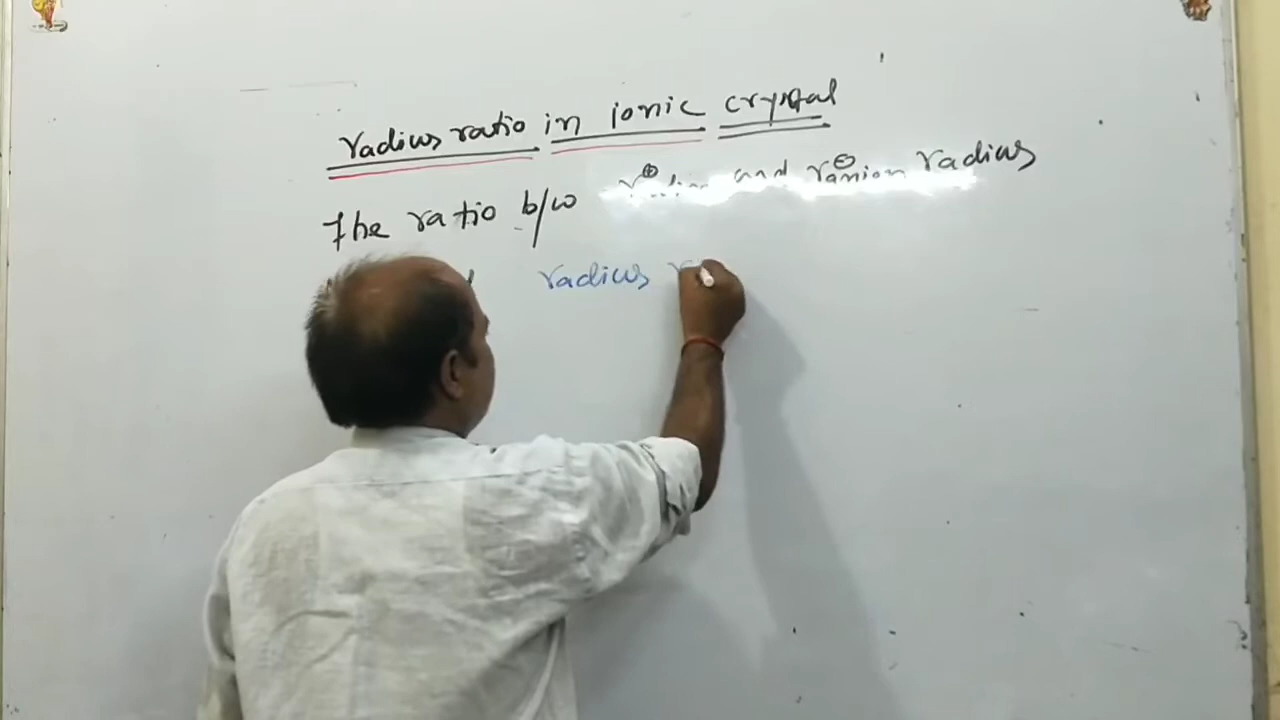 radius ratio in ionic crystal
The ratio b/w and r⊖anion radius
radius